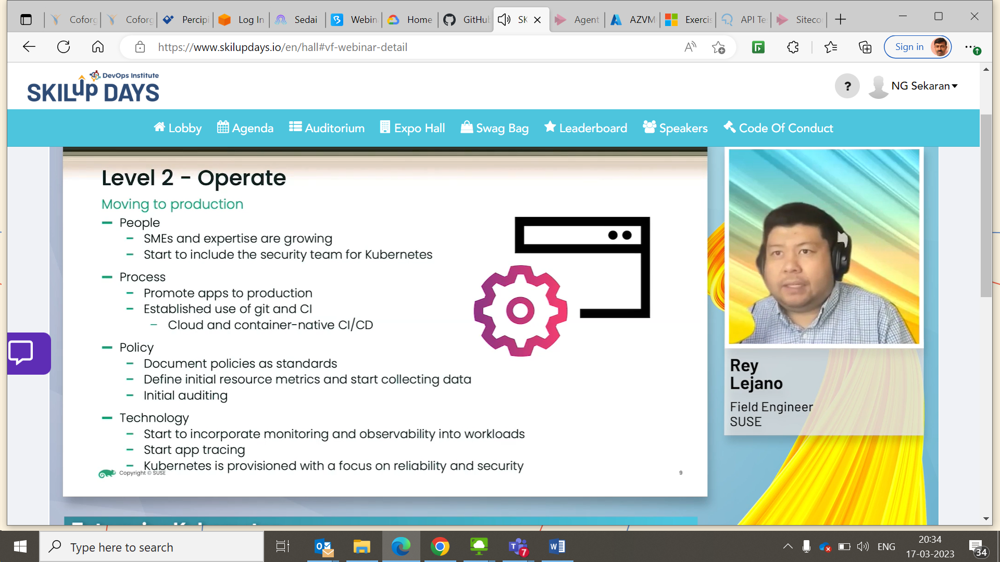 Coforg
Coforg
Percipi
Log In
Sedai
Webin
Home
GitHub
SK
Agent
AZVM
Exercis
API Te
Siteco
https://www.skilupdays.io/en/hall#vf-webinar-detail
Sign in
DevOps Institute
SKILup DAYS
?
NG Sekaran
Lobby
Agenda
Auditorium
Expo Hall
Swag Bag
Leaderboard
Speakers
Code Of Conduct
Level 2 - Operate
Moving to production
— People
– SMEs and expertise are growing
– Start to include the security team for Kubernetes
— Process
– Promote apps to production
– Established use of git and CI
– Cloud and container-native CI/CD
— Policy
– Document policies as standards
– Define initial resource metrics and start collecting data
– Initial auditing
— Technology
– Start to incorporate monitoring and observability into workloads
– Start app tracing
– Kubernetes is provisioned with a focus on reliability and security
Copyright © SUSE
9
Rey
Lejano
Field Engineer
SUSE
Type here to search
7
ENG
20:34
17-03-2023
34